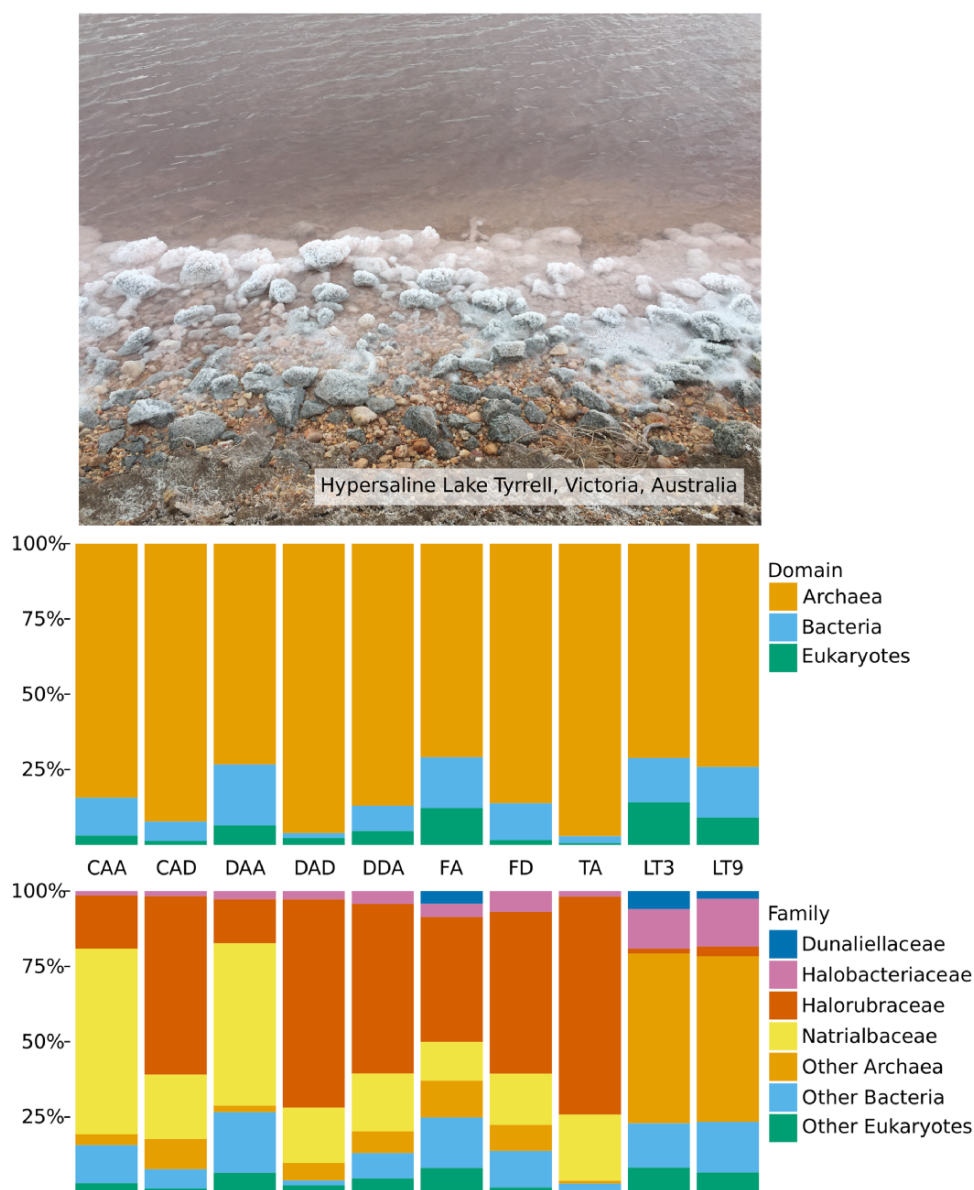 Hypersaline Lake Tyrrell, Victoria, Australia
100%
75%
50%
25%
Domain
Archaea
Bacteria
Eukaryotes
CAA CAD DAA DAD DDA FA FD TA LT3 LT9
100%
75%
50%
25%
Family
Dunaliellaceae
Halobacteriaceae
Halorubraceae
Natrialbaceae
Other Archaea
Other Bacteria
Other Eukaryotes